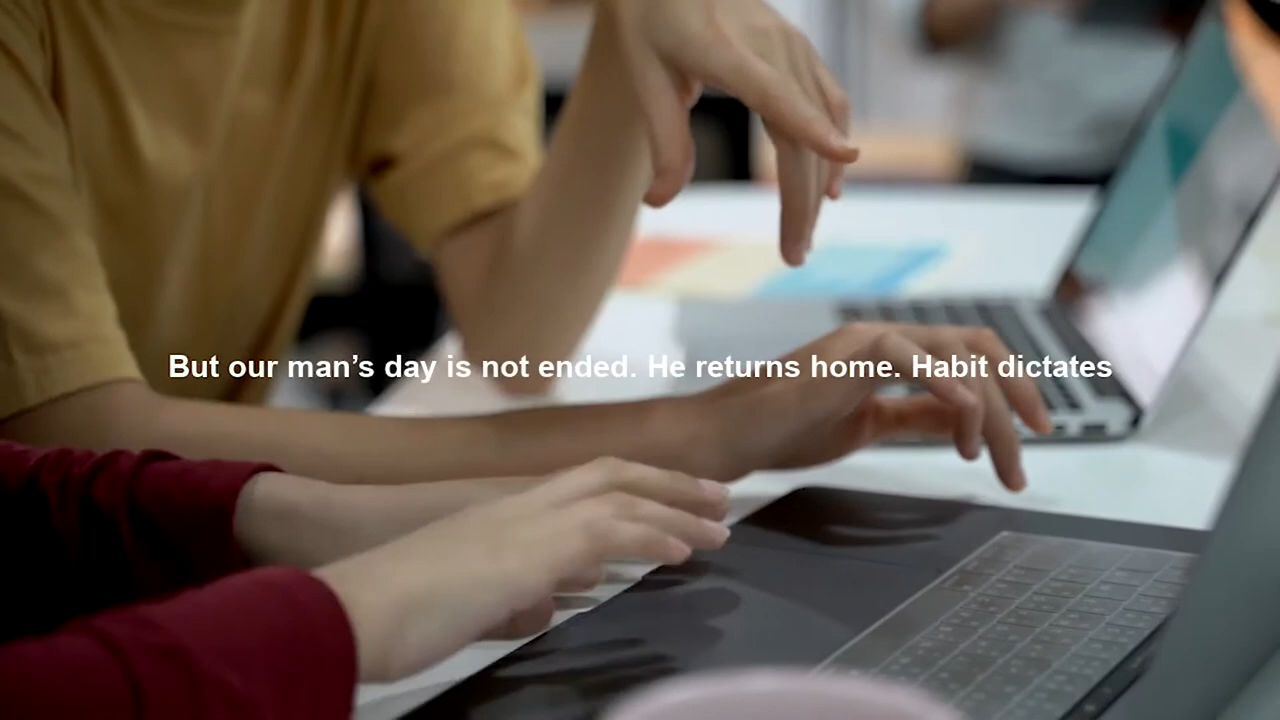 But our man’s day is not ended. He returns home. Habit dictates